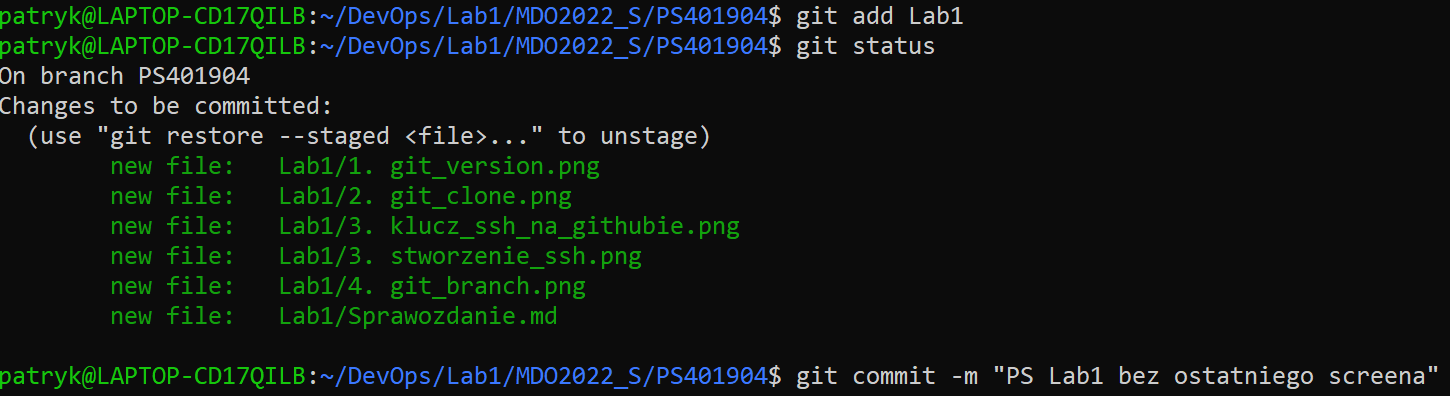 patryk@LAPTOP-CD17QILB:~/DevOps/Lab1/MDO2022_S/PS401904$ git add Lab1
patryk@LAPTOP-CD17QILB:~/DevOps/Lab1/MDO2022_S/PS401904$ git status
On branch PS401904
Changes to be committed:
  (use "git restore --staged <file>..." to unstage)
        new file:   Lab1/1. git_version.png
        new file:   Lab1/2. git_clone.png
        new file:   Lab1/3. klucz_ssh_na_githubie.png
        new file:   Lab1/3. stworzenie_ssh.png
        new file:   Lab1/4. git_branch.png
        new file:   Lab1/Sprawozdanie.md
patryk@LAPTOP-CD17QILB:~/DevOps/Lab1/MDO2022_S/PS401904$ git commit -m "PS Lab1 bez ostatniego screena"